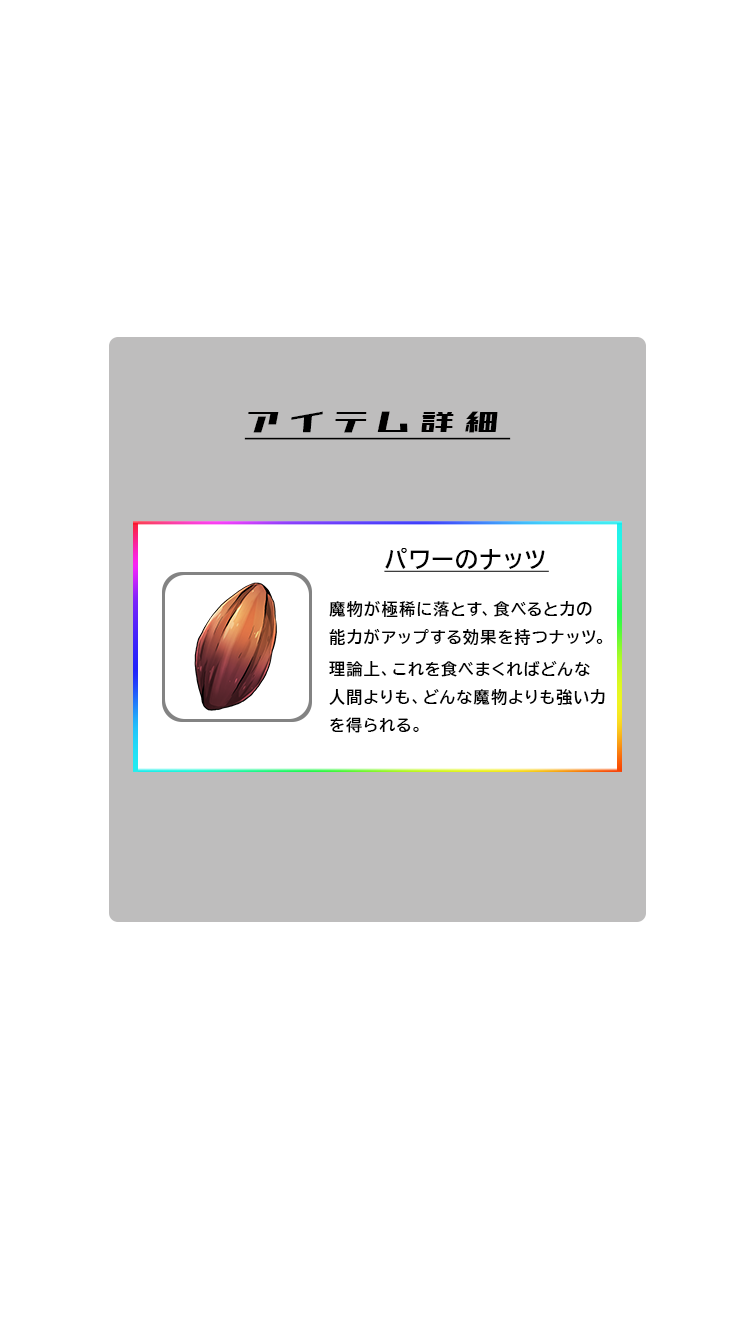 アイテム詳細
パワーのナッツ
魔物が極稀に落とす、食べると力の
能力がアップする効果を持つナッツ。
理論上、これを食べまくればどんな
人間よりも、どんな魔物よりも強い力
を得られる。